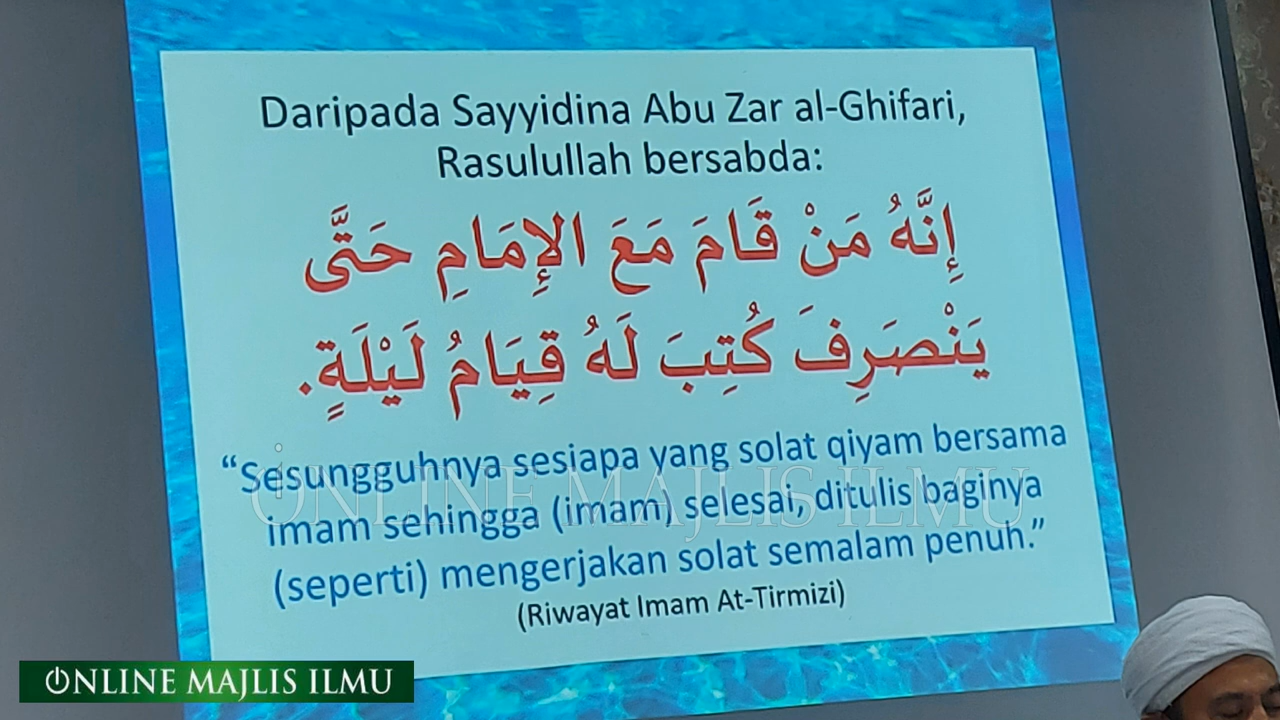 Daripada Sayyidina Abu Zar al-Ghifari,
Rasulullah bersabda:
إِنَّهُ مَنْ قَامَ مَعَ الإِمَامِ حَتَّى
يَنْصَرِفَ كُتِبَ لَهُ قِيَامُ لَيْلَةٍ.
“Sesungguhnya sesiapa yang solat qiyam bersama
imam sehingga (imam) selesai, ditulis baginya
(seperti) mengerjakan solat semalam penuh.”
(Riwayat Imam At-Tirmizi)
ONLINE MAJLIS ILMU
ONLINE MAJLIS ILMU